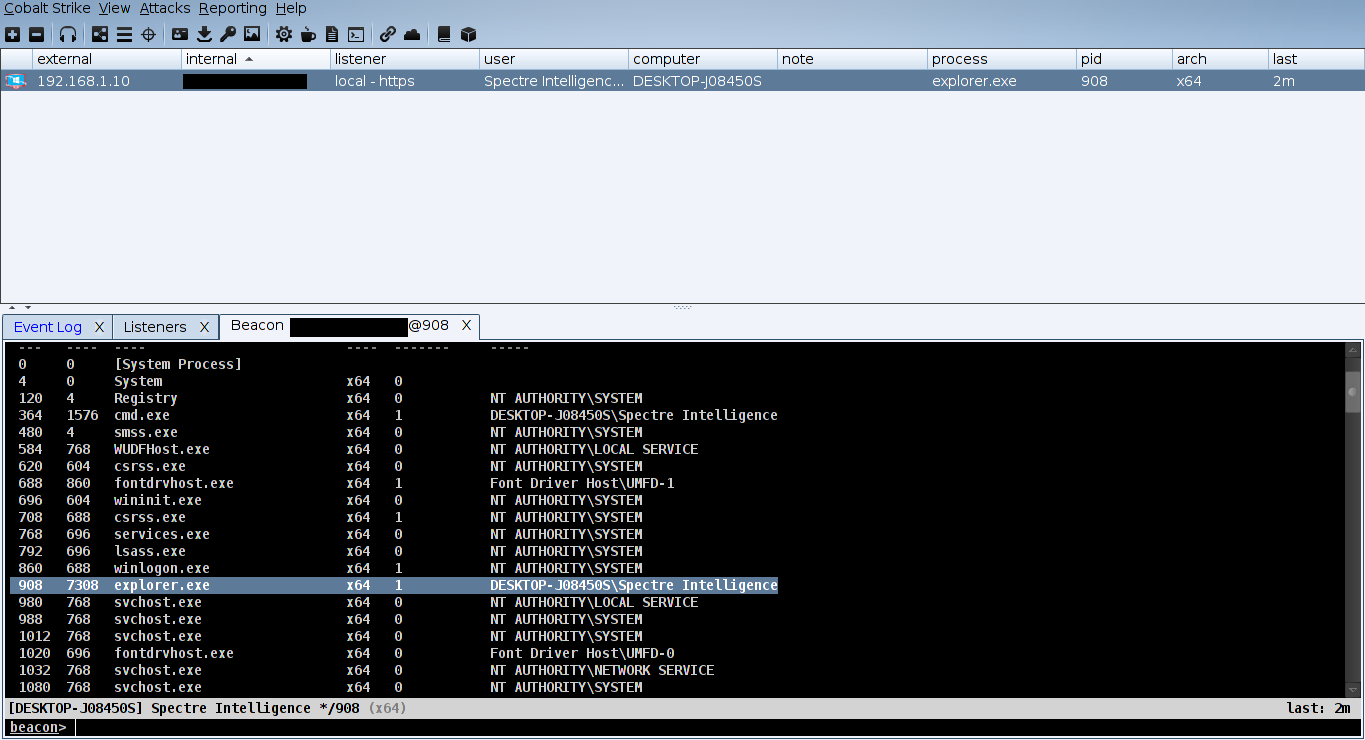 Cobalt Strike View Attacks Reporting Help
external internal listener user computer note process pid arch last
192.168.1.10 local - https Spectre Intelligenc... DESKTOP-J08450S explorer.exe 908 x64 2m
Event Log X Listeners X Beacon @908 X
--- ---- ---- ---- ------- -----
0 0 [System Process]
4 0 System x64 0
120 4 Registry x64 0 NT AUTHORITY\SYSTEM
364 1576 cmd.exe x64 1 DESKTOP-J08450S\Spectre Intelligence
480 4 smss.exe x64 0 NT AUTHORITY\SYSTEM
584 768 WUDFHost.exe x64 0 NT AUTHORITY\LOCAL SERVICE
620 604 csrss.exe x64 0 NT AUTHORITY\SYSTEM
688 860 fontdrvhost.exe x64 1 Font Driver Host\UMFD-1
696 604 wininit.exe x64 0 NT AUTHORITY\SYSTEM
708 688 csrss.exe x64 1 NT AUTHORITY\SYSTEM
768 696 services.exe x64 0 NT AUTHORITY\SYSTEM
792 696 lsass.exe x64 0 NT AUTHORITY\SYSTEM
860 688 winlogon.exe x64 1 NT AUTHORITY\SYSTEM
908 7308 explorer.exe x64 1 DESKTOP-J08450S\Spectre Intelligence
980 768 svchost.exe x64 0 NT AUTHORITY\LOCAL SERVICE
988 768 svchost.exe x64 0 NT AUTHORITY\SYSTEM
1012 768 svchost.exe x64 0 NT AUTHORITY\SYSTEM
1020 696 fontdrvhost.exe x64 0 Font Driver Host\UMFD-0
1032 768 svchost.exe x64 0 NT AUTHORITY\NETWORK SERVICE
1080 768 svchost.exe x64 0 NT AUTHORITY\SYSTEM
[DESKTOP-J08450S] Spectre Intelligence */908 (x64) last: 2m
beacon>